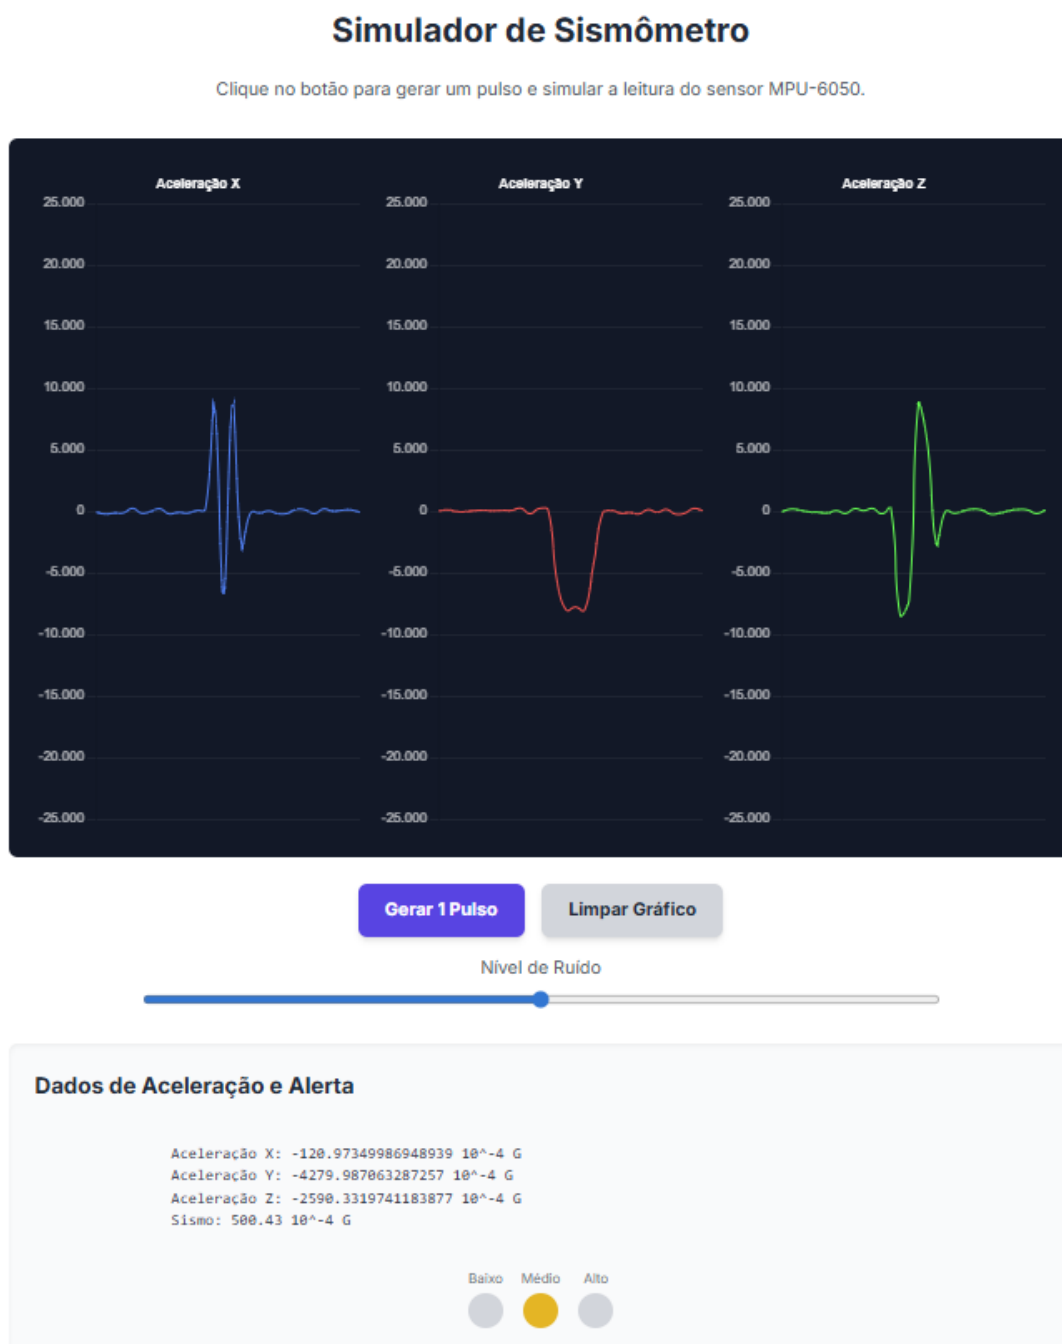 Simulador de Sismômetro
Clique no botão para gerar um pulso e simular a leitura do sensor MPU-6050.
Aceleração X
25.000
20.000
15.000
10.000
5.000
0
-5.000
-10.000
-15.000
-20.000
-25.000
Aceleração Y
25.000
20.000
15.000
10.000
5.000
0
-5.000
-10.000
-15.000
-20.000
-25.000
Aceleração Z
25.000
20.000
15.000
10.000
5.000
0
-5.000
-10.000
-15.000
-20.000
-25.000
Gerar 1 Pulso
Limpar Gráfico
Nível de Ruído
Dados de Aceleração e Alerta
Aceleração X: -120.97349986948939 10^-4 G
Aceleração Y: -4279.987063287257 10^-4 G
Aceleração Z: -2590.3319741183877 10^-4 G
Sismo: 500.43 10^-4 G
Baixo Médio Alto